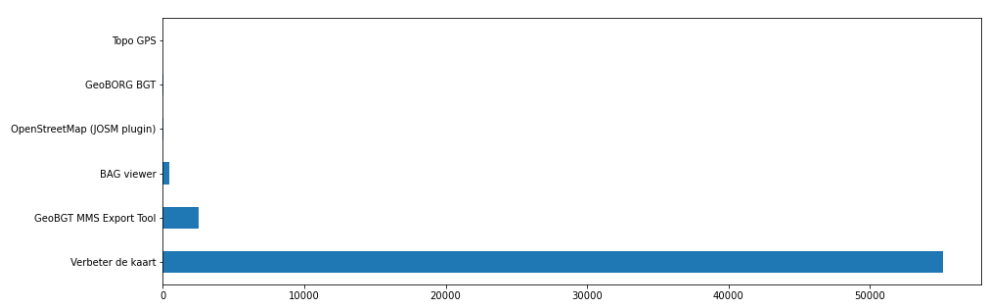 Topo GPS
GeoBORG BGT
OpenStreetMap (JOSM plugin)
BAG viewer
GeoBGT MMS Export Tool
Verbeter de kaart
0 10000 20000 30000 40000 50000